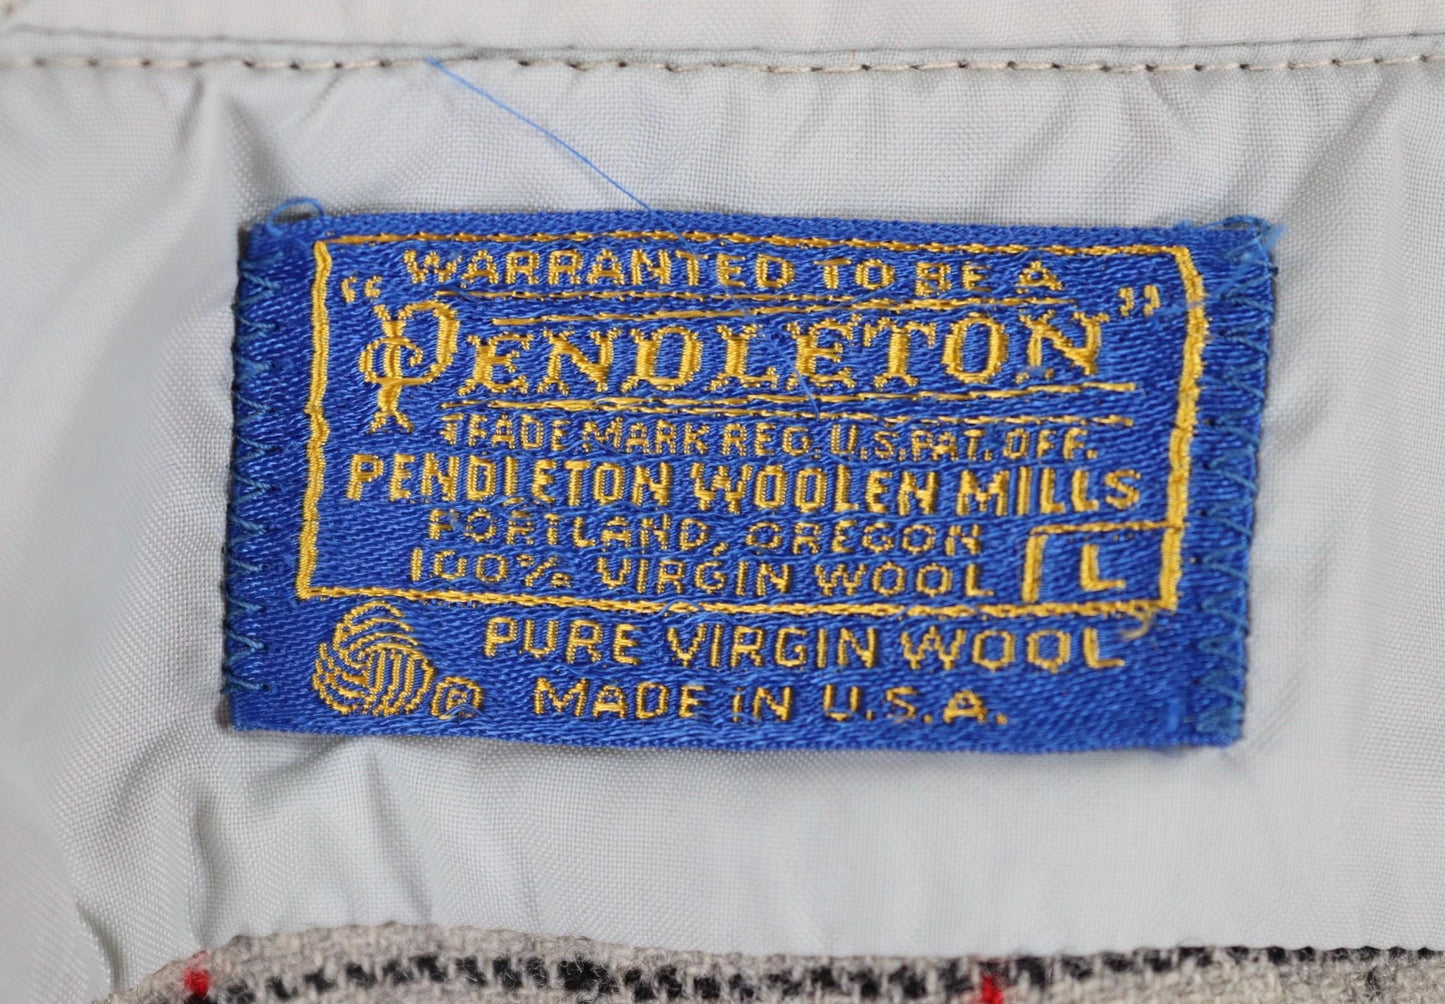 WARRANTED TO BE A
"PENDLETON"
TRADE MARK REG. U.S. PAT. OFF.
PENDLETON WOOLEN MILLS
PORTLAND, OREGON
100% VIRGIN WOOL L
PURE VIRGIN WOOL
® MADE IN U.S.A.